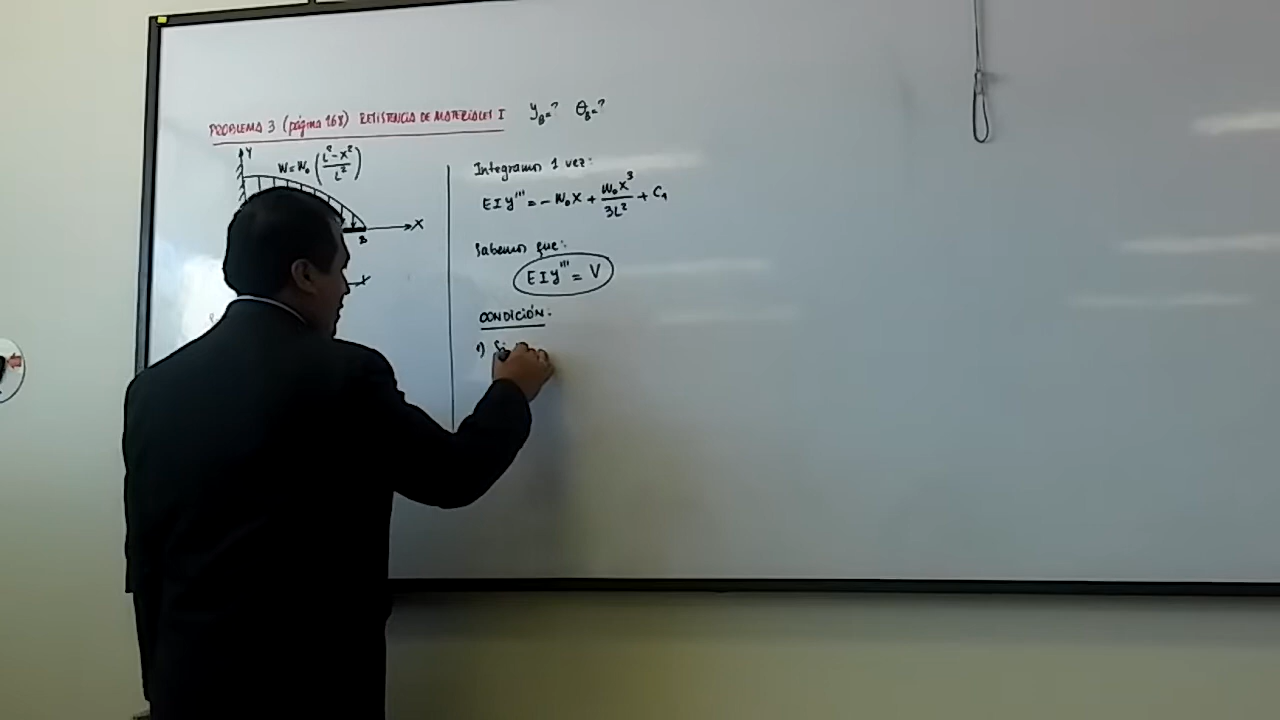 PROBLEMA 3 (página 168) RESISTENCIA DE MATERIALES I y_B=? θ_B=?
Y
W=W₀ (L²-X²/L²)
X
B
X
Integramos 1 vez:
EIy''' = -W₀X + W₀X³/3L² + C₁
Sabemos que:
EIy''' = V
CONDICIÓN:
1) Si